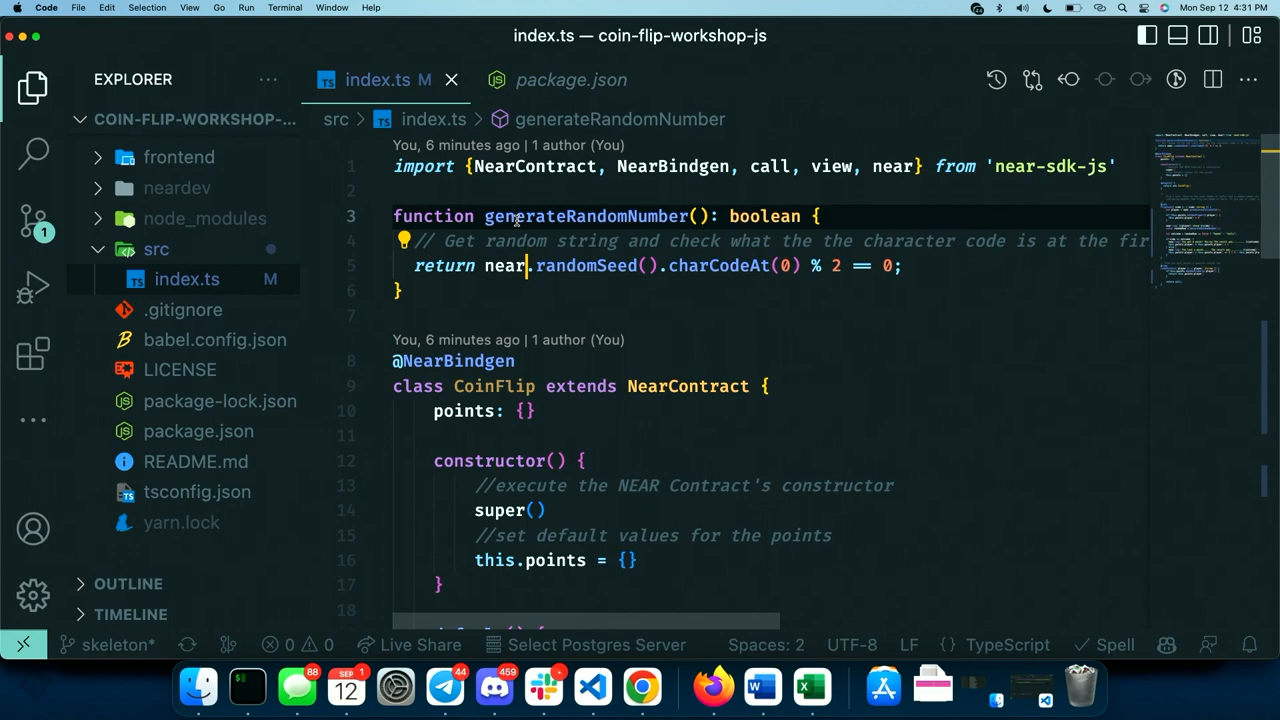 Code File Edit Selection View Go Run Terminal Window Help Mon Sep 12 4:31 PM
index.ts — coin-flip-workshop-js
EXPLORER
TS index.ts M
package.json
COIN-FLIP-WORKSHOP-...
src > TS index.ts > generateRandomNumber
frontend
neardev
node_modules
src
TS index.ts M
.gitignore
babel.config.json
LICENSE
package-lock.json
package.json
README.md
tsconfig.json
yarn.lock
OUTLINE
TIMELINE
1
You, 6 minutes ago | 1 author (You)
1 import {NearContract, NearBindgen, call, view, near} from 'near-sdk-js'
2
3 function generateRandomNumber(): boolean {
4 // Get random string and check what the the character code is at the fir
5 return near.randomSeed().charCodeAt(0) % 2 == 0;
6 }
7
You, 6 minutes ago | 1 author (You)
8 @NearBindgen
9 class CoinFlip extends NearContract {
10 points: {}
11
12 constructor() {
13 //execute the NEAR Contract's constructor
14 super()
15 //set default values for the points
16 this.points = {}
17 }
18
skeleton* 0 0 Live Share Select Postgres Server Spaces: 2 UTF-8 LF {} TypeScript Spell
88
SEP 1
12
44
459